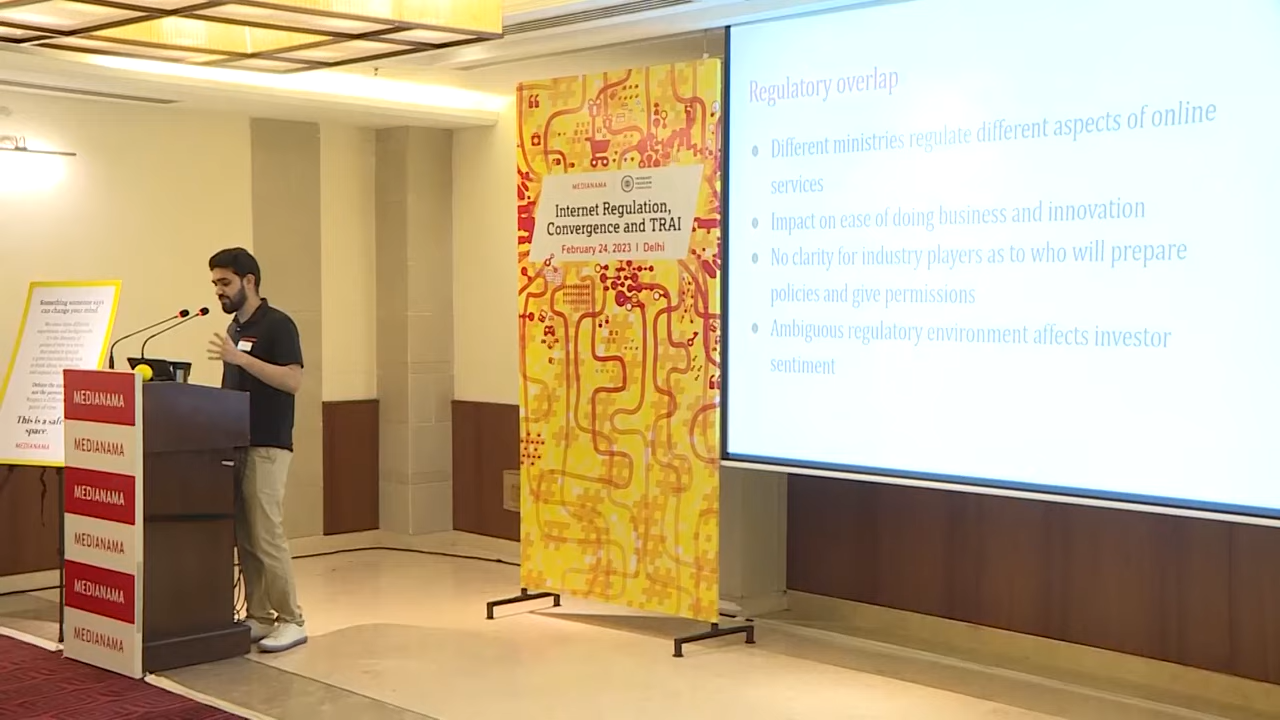 Something someone says
can change your mind
This is a safe
space.
MEDIANAMA
MEDIANAMA
MEDIANAMA
MEDIANAMA
MEDIANAMA
MEDIANAMA
MEDIANAMA
MEDIANAMA
INTERNET
FREEDOM
FOUNDATION
Internet Regulation,
Convergence and TRAI
February 24, 2023 | Delhi
Regulatory overlap
• Different ministries regulate different aspects of online
services
• Impact on ease of doing business and innovation
• No clarity for industry players as to who will prepare
policies and give permissions
• Ambiguous regulatory environment affects investor
sentiment